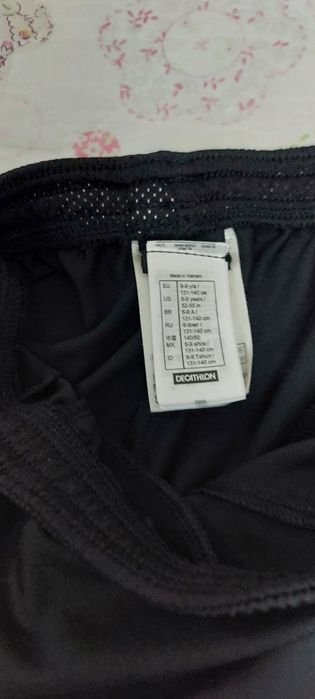 Made in Vietnam
EU 8-9 yrs / 131-140 cm
US 8-9 years / 52-55 in
BR 8-9 A / 131-140 cm
RU 8-9лет / 131-140 cm
中国 140/60
MX 8-9 años / 131-140 cm
ID 8-9 Tahun / 131-140 cm
DECATHLON